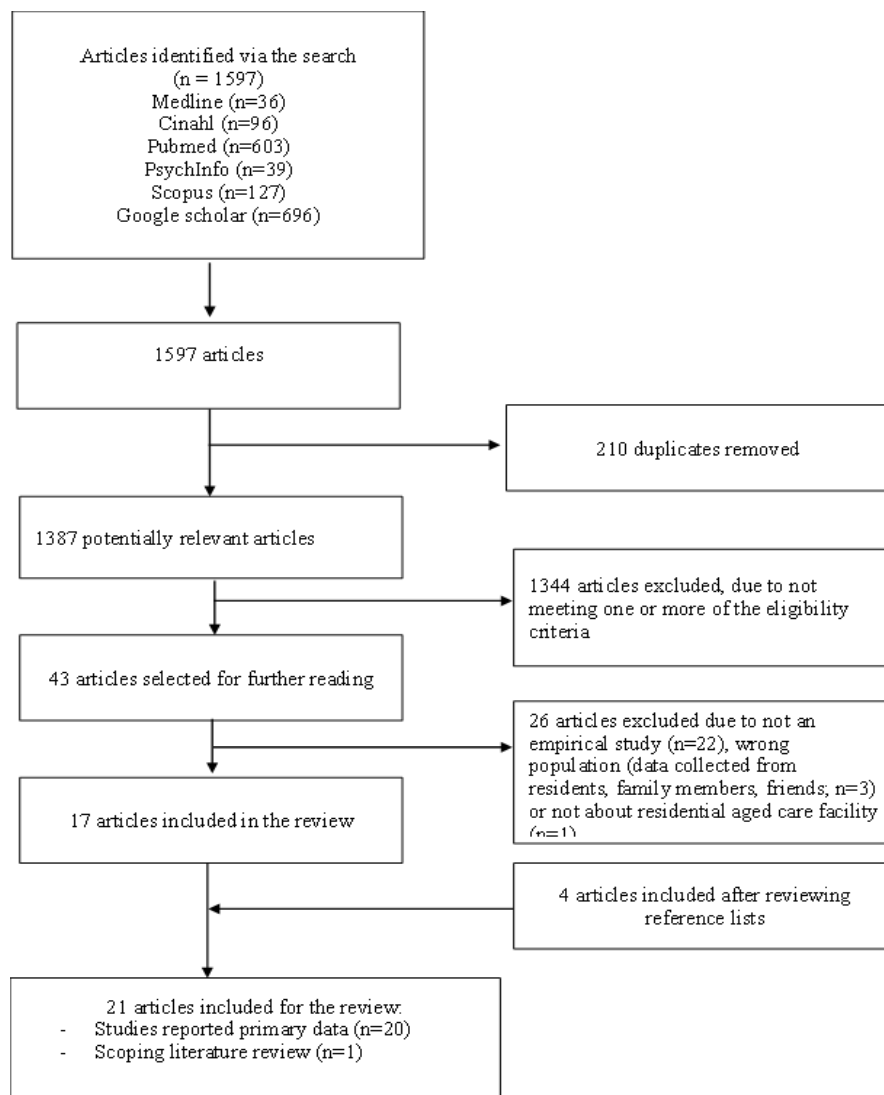 Articles identified via the search
(n = 1597)
Medline (n=36)
Cinahl (n=96)
Pubmed (n=603)
PsychInfo (n=39)
Scopus (n=127)
Google scholar (n=696)
1597 articles
210 duplicates removed
1387 potentially relevant articles
1344 articles excluded, due to not
meeting one or more of the eligibility
criteria
43 articles selected for further reading
26 articles excluded due to not an
empirical study (n=22), wrong
population (data collected from
residents, family members, friends; n=3)
or not about residential aged care facility
(n=1)
17 articles included in the review
4 articles included after reviewing
reference lists
21 articles included for the review:
- Studies reported primary data (n=20)
- Scoping literature review (n=1)